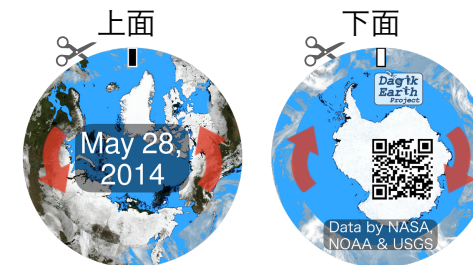 上面
下面
May 28,
2014
Dagik
Earth
Project
Data by NASA,
NOAA & USGS